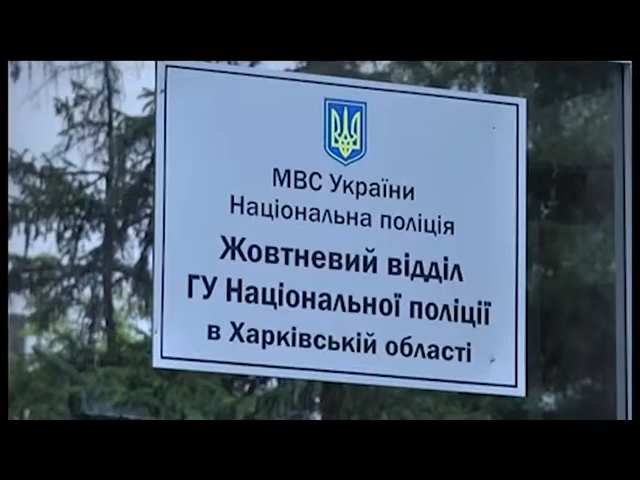 МВС України
Національна поліція
Жовтневий відділ
ГУ Національної поліції
в Харківській області